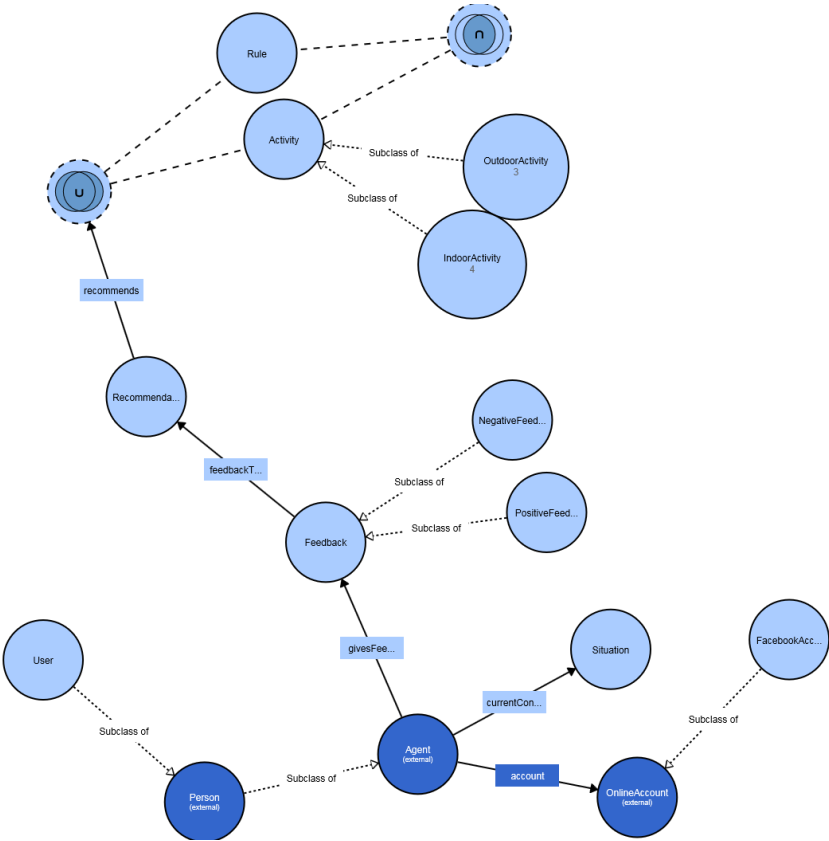 ∩
Rule
Activity
Subclass of
OutdoorActivity
3
∪
Subclass of
IndoorActivity
4
recommends
Recommenda...
NegativeFeed...
feedbackT...
Subclass of
PositiveFeed...
Subclass of
Feedback
User
givesFee...
Situation
FacebookAcc...
currentCon...
Subclass of
Subclass of
Agent
(external)
Subclass of
account
Person
(external)
OnlineAccount
(external)